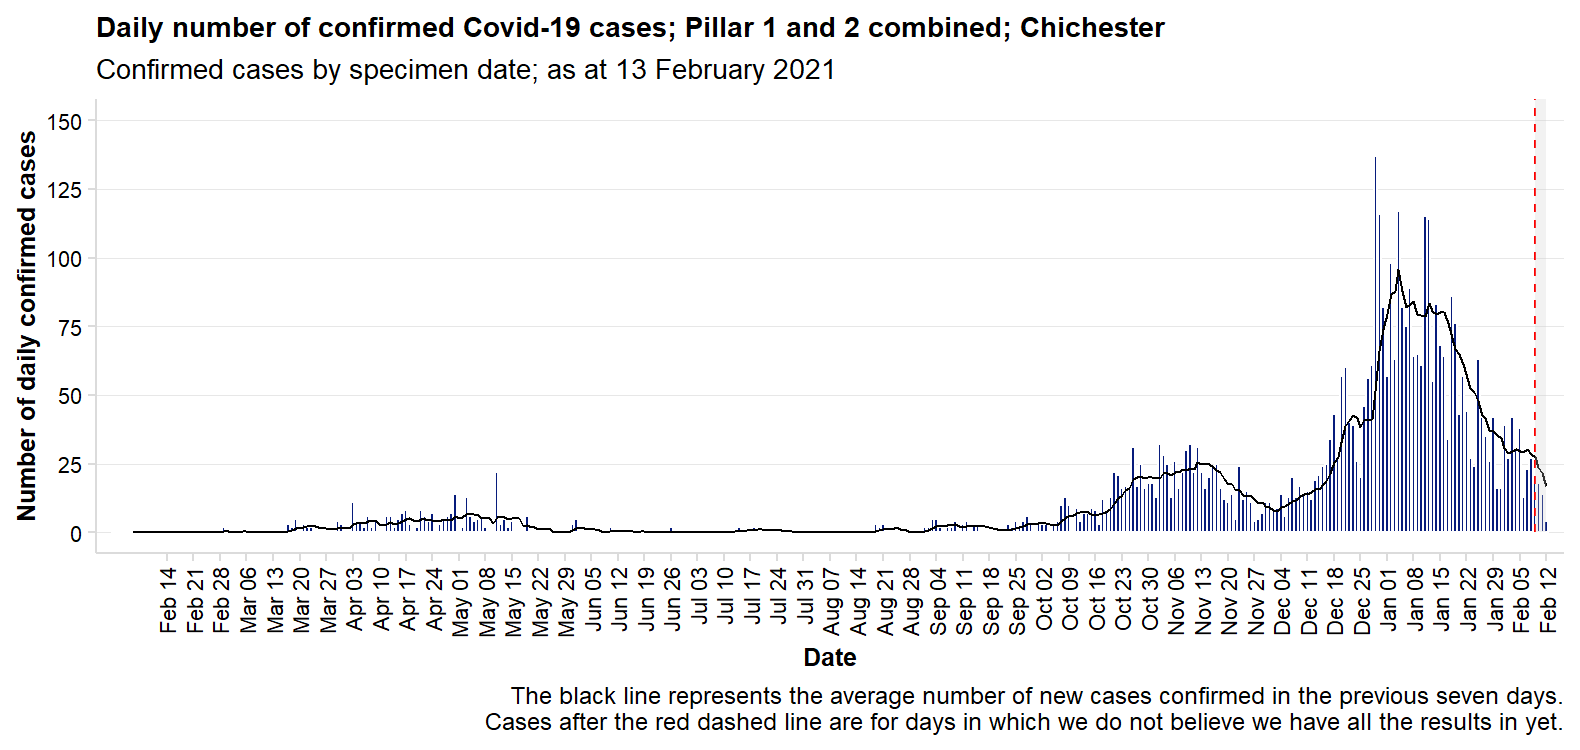 Daily number of confirmed Covid-19 cases; Pillar 1 and 2 combined; Chichester
Confirmed cases by specimen date; as at 13 February 2021
Number of daily confirmed cases
150
125
100
75
50
25
0
Feb 14
Feb 21
Feb 28
Mar 06
Mar 13
Mar 20
Mar 27
Apr 03
Apr 10
Apr 17
Apr 24
May 01
May 08
May 15
May 22
May 29
Jun 05
Jun 12
Jun 19
Jun 26
Jul 03
Jul 10
Jul 17
Jul 24
Jul 31
Aug 07
Aug 14
Aug 21
Aug 28
Sep 04
Sep 11
Sep 18
Sep 25
Oct 02
Oct 09
Oct 16
Oct 23
Oct 30
Nov 06
Nov 13
Nov 20
Nov 27
Dec 04
Dec 11
Dec 18
Dec 25
Jan 01
Jan 08
Jan 15
Jan 22
Jan 29
Feb 05
Feb 12
Date
The black line represents the average number of new cases confirmed in the previous seven days.
Cases after the red dashed line are for days in which we do not believe we have all the results in yet.